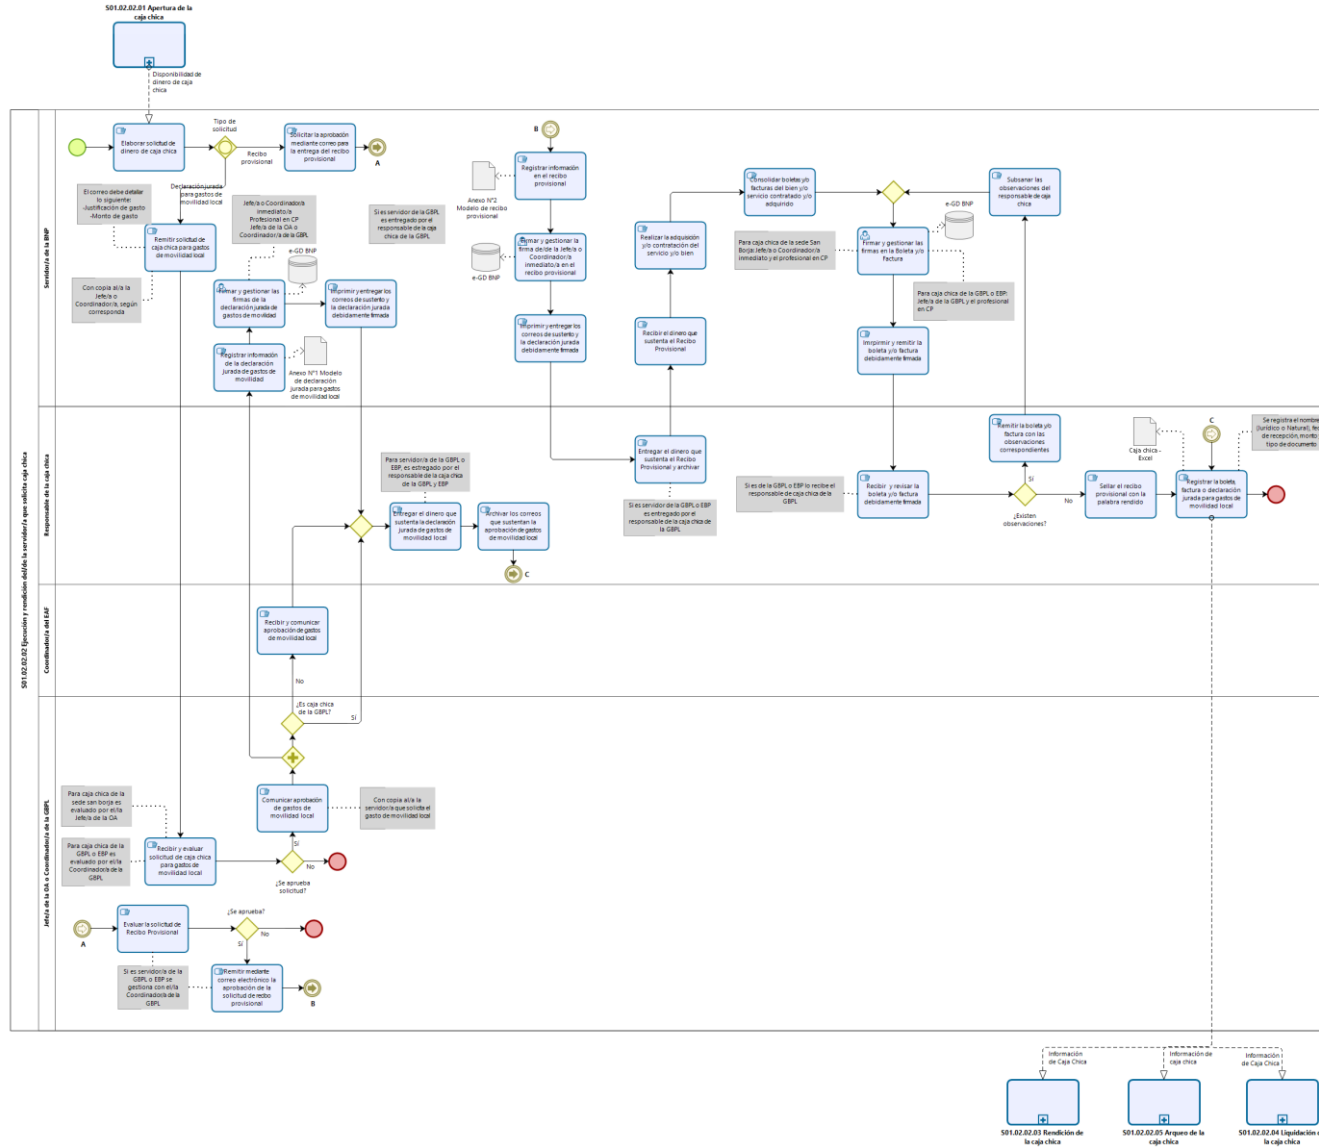 S01.02.02.01 Apertura de la
caja chica
Disponibilidad de
dinero de caja
chica
S01.02.02.02 Ejecución y rendición del/de la servidor/a que solicita caja chica
Servidor/a de la BNP
Elaborar solicitud de
dinero de caja chica
Tipo de
solicitud
Recibo
provisional
Solicitar la aprobación
mediante correo para
la entrega del recibo
provisional
A
Declaración jurada
para gastos de
movilidad local
El correo debe detallar
lo siguiente:
-Justificación de gasto
-Monto de gasto
Remitir solicitud de
caja chica para gastos
de movilidad local
Con copia al/a la
Jefe/a o
Coordinador/a, según
corresponda
Jefe/a o Coordinador/a
inmediato/a
Profesional en CP
Jefe/a de la OA o
Coordinador/a de la GBPL
e-GD BNP
Firmar y gestionar las
firmas de la
declaración jurada de
gastos de movilidad
Imprimir y entregar los
correos de sustento y
la declaración jurada
debidamente firmada
Registrar información
de la declaración
jurada de gastos de
movilidad
Anexo N°1 Modelo
de declaración
jurada para gastos
de movilidad local
Si es servidor de la GBPL
es entregado por el
responsable de la caja
chica de la GBPL
B
Registrar información
en el recibo
provisional
Anexo N°2
Modelo de recibo
provisional
Firmar y gestionar la
firma de/de la Jefe/a o
Coordinador/a
inmediato/a en el
recibo provisional
e-GD BNP
Imprimir y entregar los
correos de sustento y
la declaración jurada
debidamente firmada
Realizar la adquisición
y/o contratación del
servicio y/o bien
Recibir el dinero que
sustenta el Recibo
Provisional
Consolidar boletas y/o
facturas del bien y/o
servicio contratado y/o
adquirido
Subsanar las
observaciones del
responsable de caja
chica
e-GD BNP
Para caja chica de la sede San
Borja: Jefe/a o Coordinador/a
inmediato y el profesional en CP
Firmar y gestionar las
firmas en la Boleta y/o
Factura
Para caja chica de la GBPL o EBP:
Jefe/a de la GBPL y el profesional
en CP
Imrpirmir y remitir la
boleta y/o factura
debidamente firmada
Responsable de la caja chica
Para servidor/a de la GBPL o
EBP, es estregado por el
responsable de la caja chica
de la GBPL y EBP
Entregar el dinero que
sustenta la declaración
jurada de gastos de
movilidad local
Archivar los correos
que sustentan la
aprobación de gastos
de movilidad local
C
Entregar el dinero que
sustenta el Recibo
Provisional y archivar
Si es servidor de la GBPL o EBP
es entregado por el
responsable de la caja chica de
la GBPL
Si es de la GBPL o EBP lo recibe el
responsable de caja chica de la
GBPL
Recibir y revisar la
boleta y/o factura
debidamente firmada
Remitir la boleta y/o
factura con las
observaciones
correspondientes
Sí
¿Existen
observaciones?
No
Sellar el recibo
provisional con la
palabra rendido
Caja chica -
Excel
C
Registrar la boleta,
factura o declaración
jurada para gastos de
movilidad local
Se registra el nombre
(Jurídico o Natural), fec
de recepción, monto y
tipo de documento
Coordinador/a del EAF
Recibir y comunicar
aprobación de gastos
de movilidad local
No
Jefe/a de la OA o Coordinador/a de la GBPL
¿Es caja chica
de la GBPL?
Sí
Comunicar aprobación
de gastos de
movilidad local
Con copia al/a la
servidor/a que solicita el
gasto de movilidad local
Para caja chica de la
sede san borja es
evaluado por el/la
Jefe/a de la OA
Para caja chica de la
GBPL o EBP es
evaluado por el/la
Coordinador/a de la
GBPL
Recibir y evaluar
solicitud de caja chica
para gastos de
movilidad local
Sí
No
¿Se aprueba
solicitud?
A
Evaluar la solicitud de
Recibo Provisional
¿Se aprueba?
No
Sí
Si es servidor/a de la
GBPL o EBP se
gestiona con el/la
Coordinador/a de la
GBPL
Remitir mediante
correo electrónico la
aprobación de la
solicitud de recibo
provisional
B
Información
de Caja Chica
Información de
caja chica
Información
de Caja Chica
S01.02.02.03 Rendición de
la caja chica
S01.02.02.05 Arqueo de la
caja chica
S01.02.02.04 Liquidación d
la caja chica